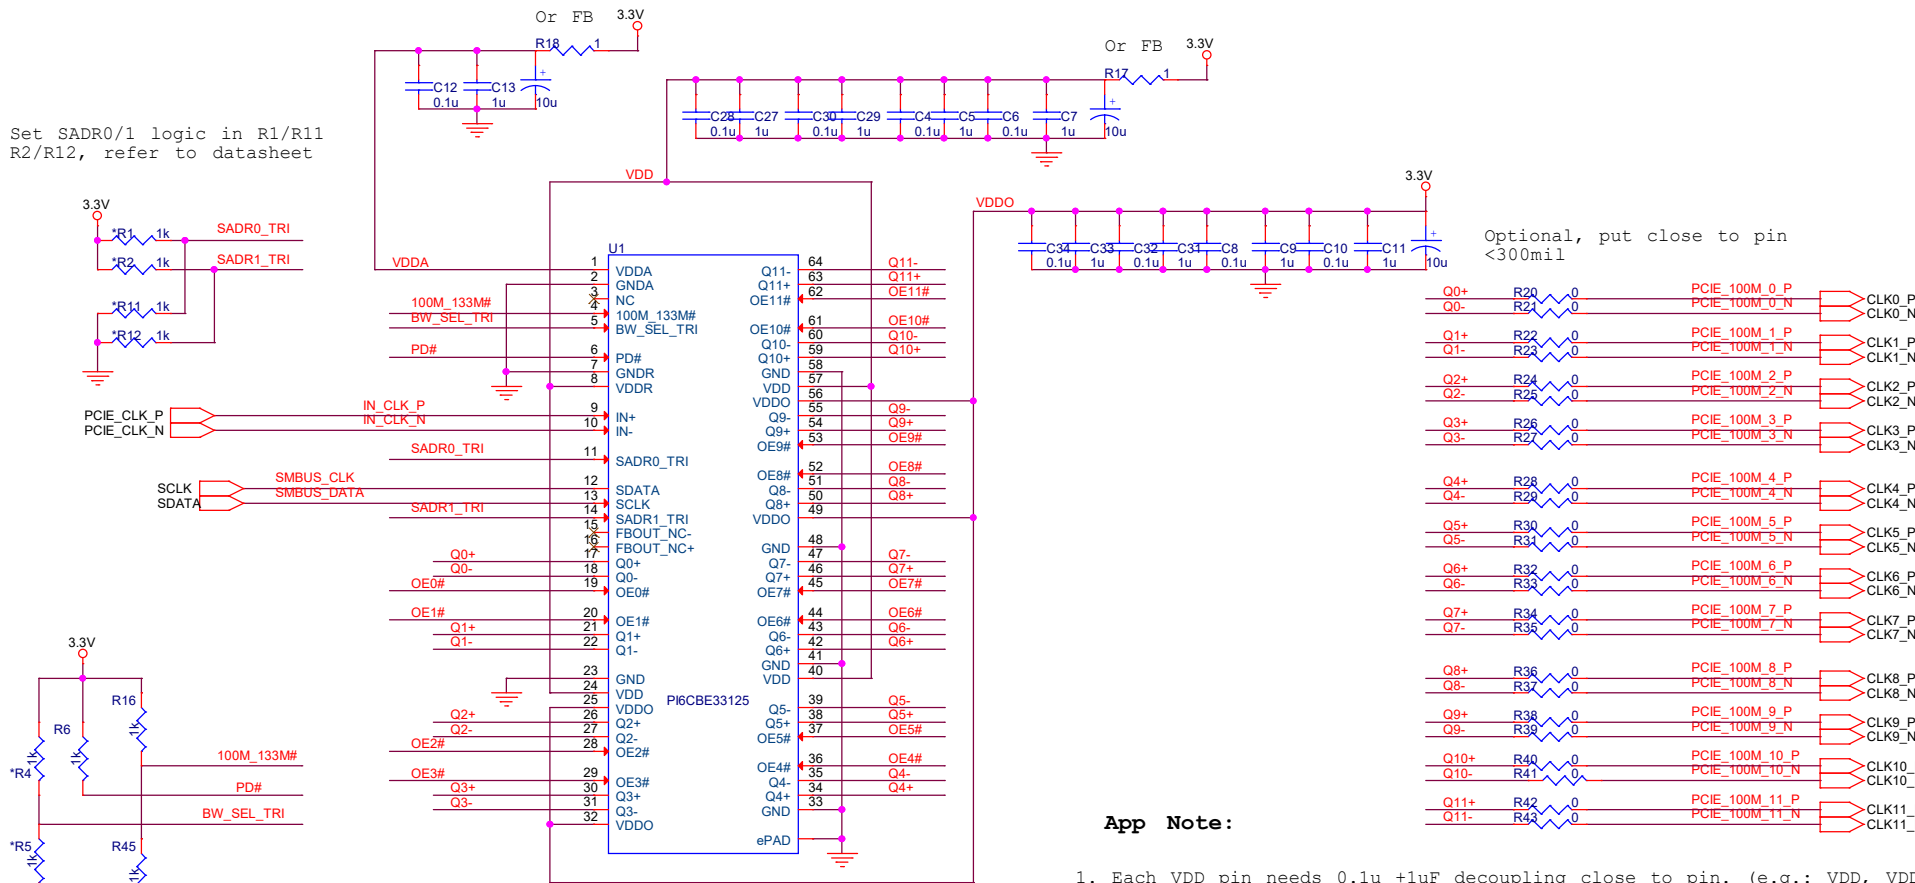 Or FB
3.3V
R18
1
C12
0.1u
C13
1u
+
10u
Or FB
3.3V
R17
1
C28
0.1u
C27
1u
C30
0.1u
C29
1u
C4
0.1u
C5
1u
C6
0.1u
C7
1u
+
10u
Set SADR0/1 logic in R1/R11
R2/R12, refer to datasheet
VDD
3.3V
VDDO
C34
0.1u
C33
1u
C32
0.1u
C31
1u
C8
0.1u
C9
1u
C10
0.1u
C11
1u
+
10u
Optional, put close to pin
<300mil
3.3V
*R1
1k
SADR0_TRI
*R2
1k
SADR1_TRI
*R11
1k
*R12
1k
VDDA
100M_133M#
BW_SEL_TRI
PD#
PCIE_CLK_P
IN_CLK_P
PCIE_CLK_N
IN_CLK_N
SADR0_TRI
SCLK
SMBUS_CLK
SDATA
SMBUS_DATA
SADR1_TRI
Q0+
Q0-
OE0#
OE1#
Q1+
Q1-
Q2+
Q2-
OE2#
OE3#
Q3+
Q3-
U1
PI6CBE33125
1 VDDA
2 GNDA
3 NC
4 100M_133M#
5 BW_SEL_TRI
6 PD#
7 GNDR
8 VDDR
9 IN+
10 IN-
11 SADR0_TRI
12 SDATA
13 SCLK
14 SADR1_TRI
15 FBOUT_NC-
16 FBOUT_NC+
17 Q0+
18 Q0-
19 OE0#
20 OE1#
21 Q1+
22 Q1-
23 GND
24 VDD
25 VDDO
26 Q2+
27 Q2-
28 OE2#
29 OE3#
30 Q3+
31 Q3-
32 VDDO
Q11- 64 Q11-
Q11+ 63 Q11+
OE11# 62 OE11#
OE10# 61 OE10#
Q10- 60 Q10-
Q10+ 59 Q10+
GND 58
VDD 57
VDDO 56
Q9- 55 Q9-
Q9+ 54 Q9+
OE9# 53 OE9#
OE8# 52 OE8#
Q8- 51 Q8-
Q8+ 50 Q8+
VDDO 49
GND 48
Q7- 47 Q7-
Q7+ 46 Q7+
OE7# 45 OE7#
OE6# 44 OE6#
Q6- 43 Q6-
Q6+ 42 Q6+
GND 41
VDD 40
Q5- 39 Q5-
Q5+ 38 Q5+
OE5# 37 OE5#
OE4# 36 OE4#
Q4- 35 Q4-
Q4+ 34 Q4+
GND 33
ePAD
3.3V
R16
1k
R6
1k
*R4
1k
100M_133M#
PD#
BW_SEL_TRI
*R5
1k
R45
1k
Q0+ R20 0 PCIE_100M_0_P CLK0_P
Q0- R21 0 PCIE_100M_0_N CLK0_N
Q1+ R22 0 PCIE_100M_1_P CLK1_P
Q1- R23 0 PCIE_100M_1_N CLK1_N
Q2+ R24 0 PCIE_100M_2_P CLK2_P
Q2- R25 0 PCIE_100M_2_N CLK2_N
Q3+ R26 0 PCIE_100M_3_P CLK3_P
Q3- R27 0 PCIE_100M_3_N CLK3_N
Q4+ R28 0 PCIE_100M_4_P CLK4_P
Q4- R29 0 PCIE_100M_4_N CLK4_N
Q5+ R30 0 PCIE_100M_5_P CLK5_P
Q5- R31 0 PCIE_100M_5_N CLK5_N
Q6+ R32 0 PCIE_100M_6_P CLK6_P
Q6- R33 0 PCIE_100M_6_N CLK6_N
Q7+ R34 0 PCIE_100M_7_P CLK7_P
Q7- R35 0 PCIE_100M_7_N CLK7_N
Q8+ R36 0 PCIE_100M_8_P CLK8_P
Q8- R37 0 PCIE_100M_8_N CLK8_N
Q9+ R38 0 PCIE_100M_9_P CLK9_P
Q9- R39 0 PCIE_100M_9_N CLK9_N
Q10+ R40 0 PCIE_100M_10_P CLK10_
Q10- R41 0 PCIE_100M_10_N CLK10_
Q11+ R42 0 PCIE_100M_11_P CLK11_
Q11- R43 0 PCIE_100M_11_N CLK11_
App Note:
1. Each VDD pin needs 0.1u +1uF decoupling close to pin. (e.g.: VDD, VDD